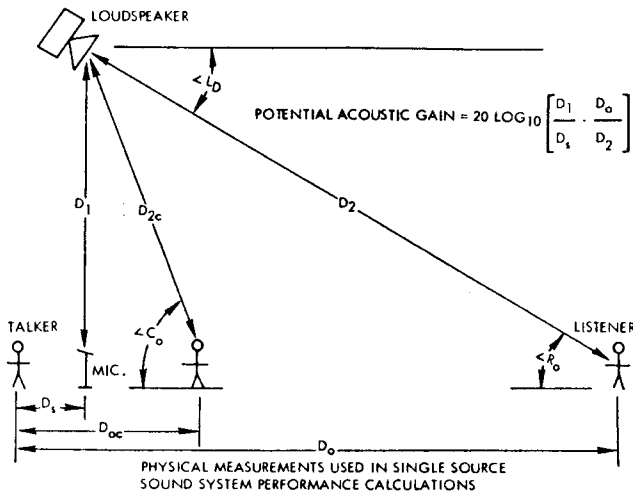 LOUDSPEAKER
∠L_D
POTENTIAL ACOUSTIC GAIN = 20 LOG₁₀ [D₁/Dₛ · Dₒ/D₂]
D₁
D₂c
D₂
TALKER
∠Cₒ
LISTENER
∠Rₒ
MIC.
Dₛ
Dₒc
Dₒ
PHYSICAL MEASUREMENTS USED IN SINGLE SOURCE
SOUND SYSTEM PERFORMANCE CALCULATIONS